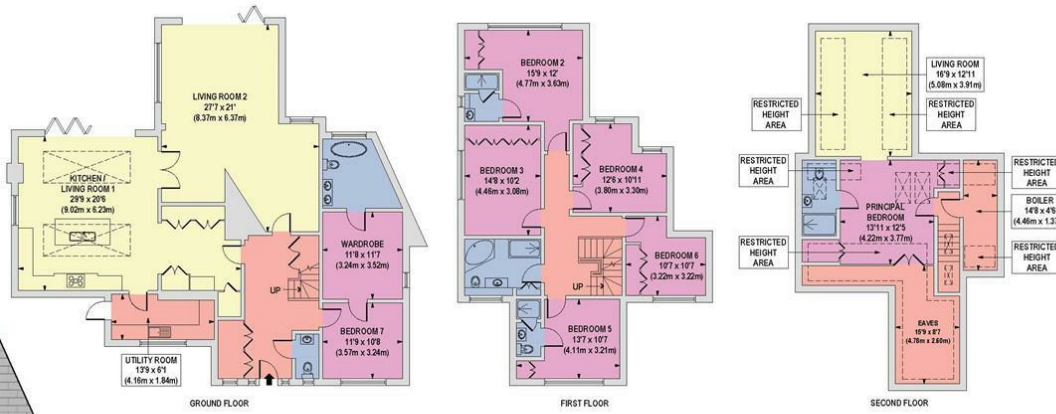 LIVING ROOM 2
27'7 x 21'
(8.37m x 6.37m)
KITCHEN /
LIVING ROOM 1
29'9 x 20'6
(9.02m x 6.23m)
WARDROBE
11'8 x 11'7
(3.24m x 3.52m)
UP
BEDROOM 7
11'9 x 10'8
(3.57m x 3.24m)
UTILITY ROOM
13'9 x 6'1
(4.16m x 1.84m)
GROUND FLOOR
BEDROOM 2
15'9 x 12'
(4.77m x 3.63m)
BEDROOM 3
14'8 x 10'2
(4.46m x 3.08m)
BEDROOM 4
12'6 x 10'11
(3.80m x 3.30m)
BEDROOM 6
10'7 x 10'7
(3.22m x 3.22m)
UP
BEDROOM 5
13'7 x 10'7
(4.11m x 3.21m)
FIRST FLOOR
LIVING ROOM
16'9 x 12'11
(5.08m x 3.91m)
RESTRICTED
HEIGHT
AREA
RESTRICTED
HEIGHT
AREA
RESTRICTED
HEIGHT
AREA
RESTRICTED
HEIGHT
AREA
PRINCIPAL
BEDROOM
13'11 x 12'5
(4.22m x 3.77m)
BOILER
14'8 x 4'6
(4.46m x 1.37
RESTRICTED
HEIGHT
AREA
RESTRICTED
HEIGHT
AREA
EAVES
15'9 x 8'7
(4.78m x 2.60m)
SECOND FLOOR